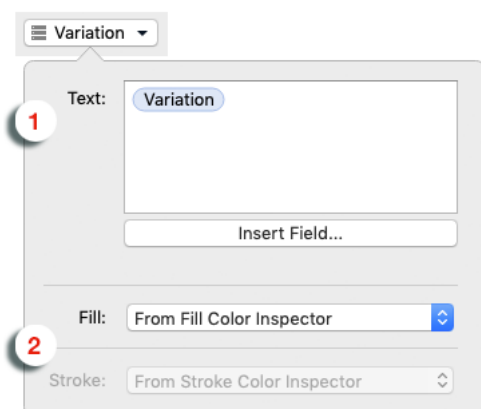 Variation
1
Text: Variation
Insert Field...
Fill: From Fill Color Inspector
2
Stroke: From Stroke Color Inspector